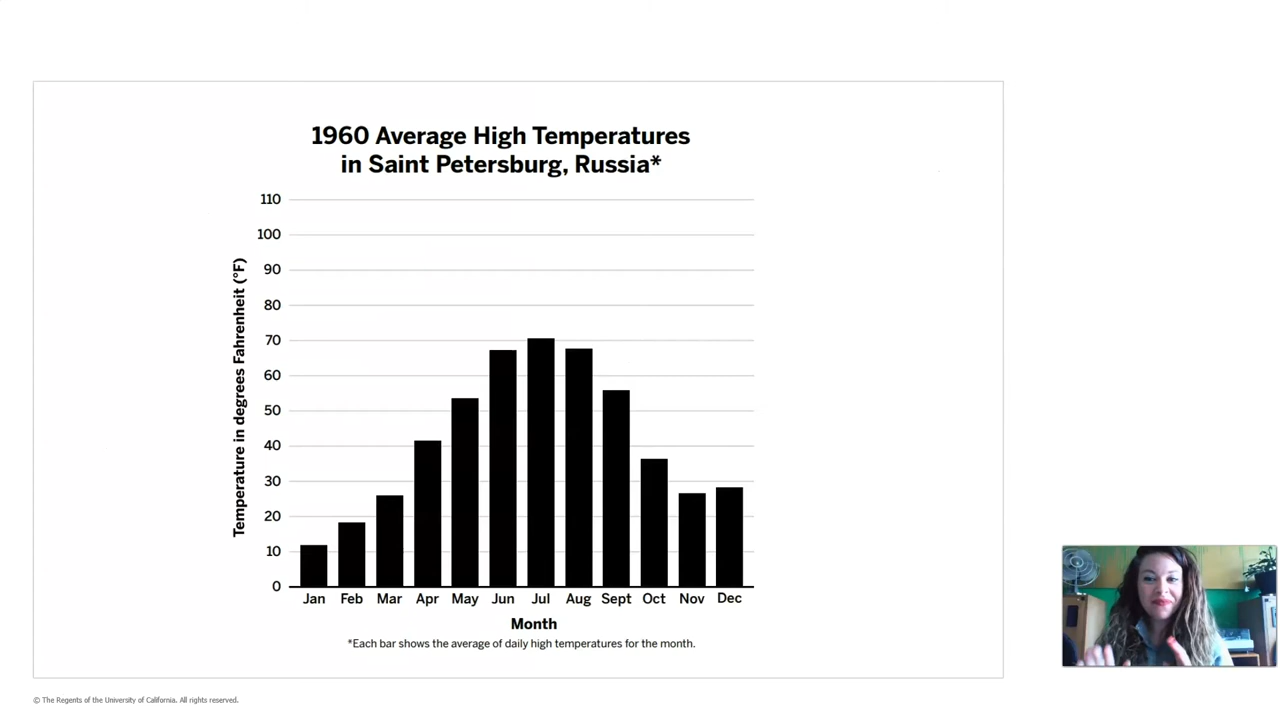 1960 Average High Temperatures
in Saint Petersburg, Russia*
110
100
90
80
70
60
50
40
30
20
10
0
Temperature in degrees Fahrenheit (°F)
Jan Feb Mar Apr May Jun Jul Aug Sept Oct Nov Dec
Month
*Each bar shows the average of daily high temperatures for the month.
© The Regents of the University of California. All rights reserved.